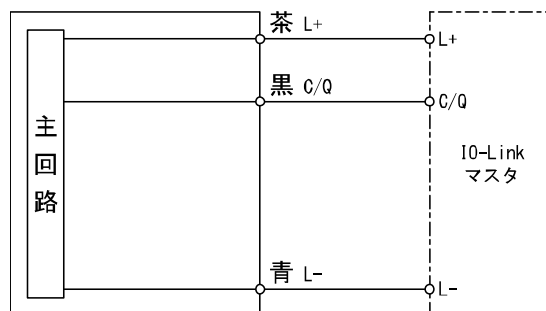 茶 L+
L+
黒 C/Q
C/Q
主回路
IO-Link
マスタ
青 L-
L-